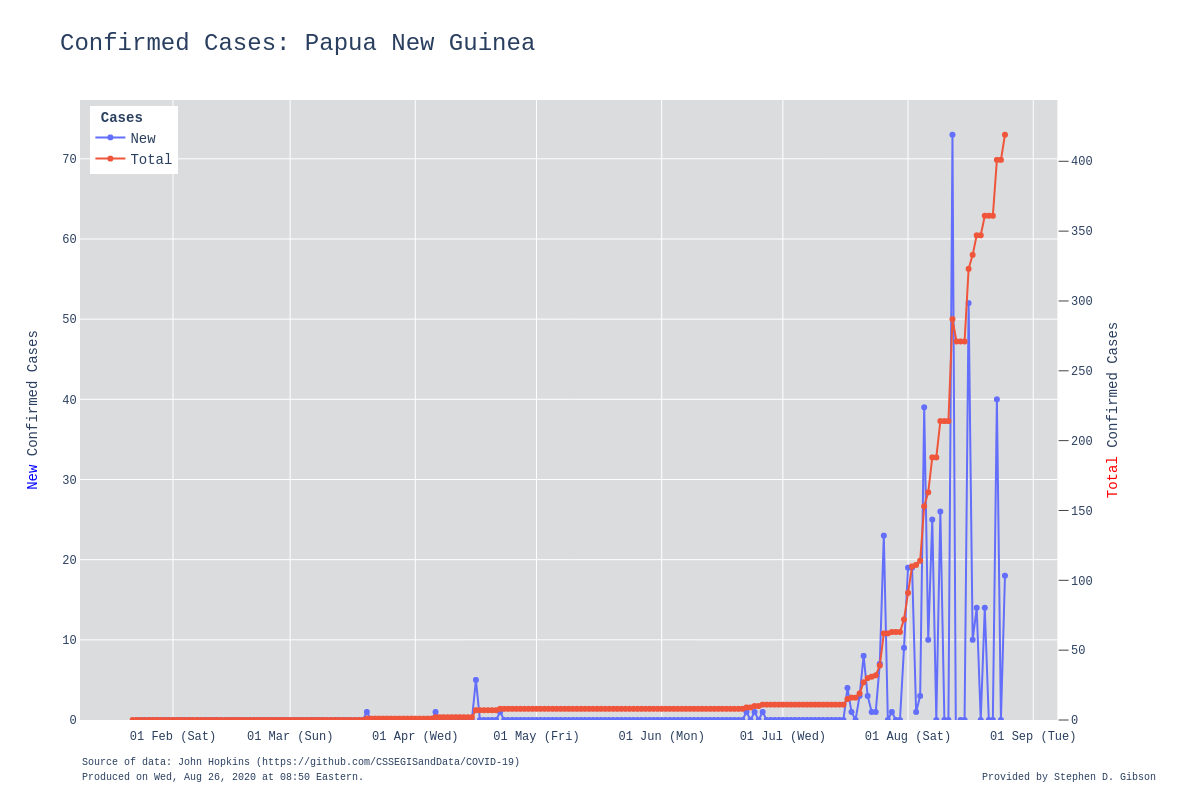 Confirmed Cases: Papua New Guinea
Cases
New
Total
70
60
50
40
30
20
10
0
400
350
300
250
200
150
100
50
0
New Confirmed Cases
Total Confirmed Cases
01 Feb (Sat) 01 Mar (Sun) 01 Apr (Wed) 01 May (Fri) 01 Jun (Mon) 01 Jul (Wed) 01 Aug (Sat) 01 Sep (Tue)
Source of data: John Hopkins (https://github.com/CSSEGISandData/COVID-19)
Produced on Wed, Aug 26, 2020 at 08:50 Eastern.
Provided by Stephen D. Gibson